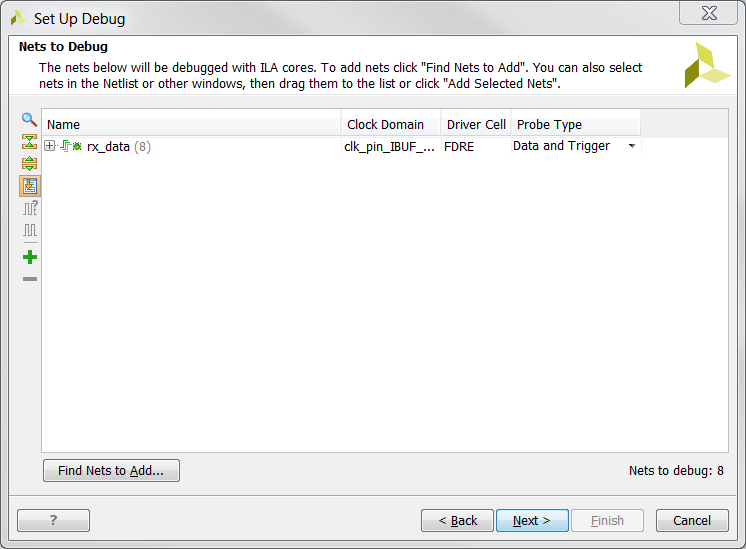 Set Up Debug
Nets to Debug
The nets below will be debugged with ILA cores. To add nets click "Find Nets to Add". You can also select
nets in the Netlist or other windows, then drag them to the list or click "Add Selected Nets".
Name Clock Domain Driver Cell Probe Type
rx_data (8) clk_pin_IBUF_... FDRE Data and Trigger
Find Nets to Add... Nets to debug: 8
? < Back Next > Finish Cancel